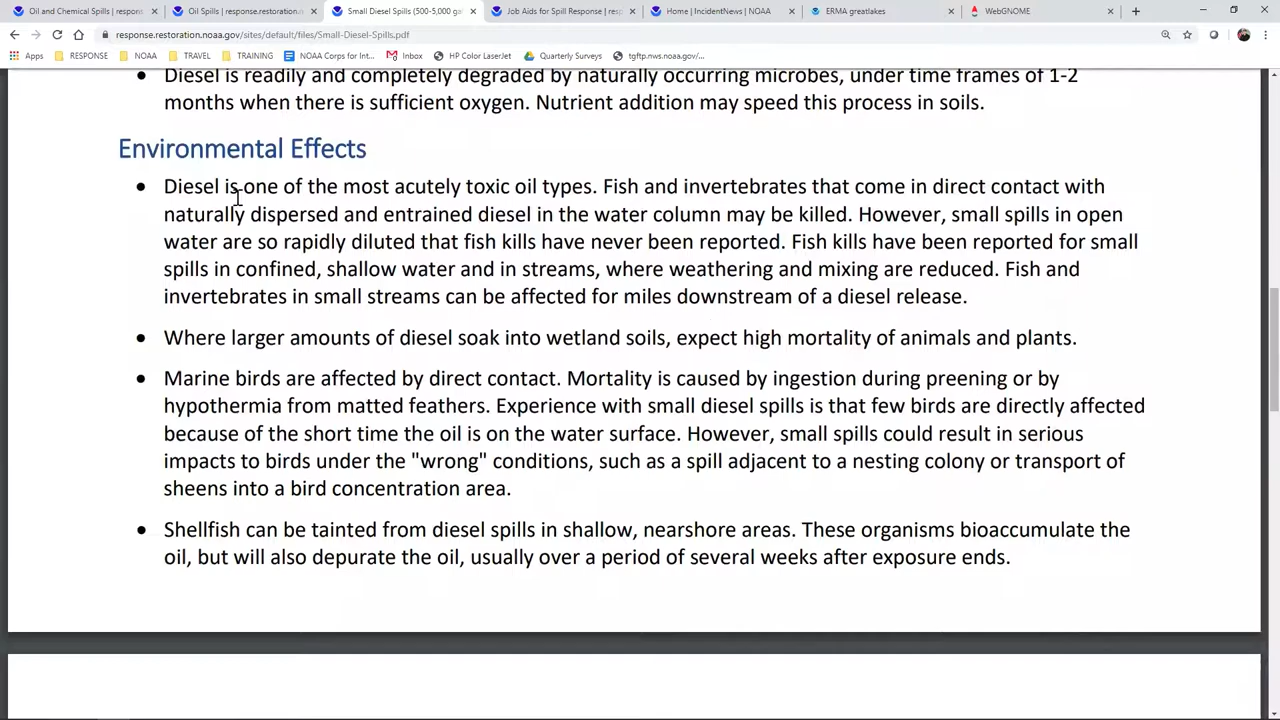 Oil and Chemical Spills | respons
Oil Spills | response.restoration.n
Small Diesel Spills (500-5,000 ga
Job Aids for Spill Response | resp
Home | IncidentNews | NOAA
ERMA greatlakes
WebGNOME
response.restoration.noaa.gov/sites/default/files/Small-Diesel-Spills.pdf
Apps RESPONSE NOAA TRAVEL TRAINING NOAA Corps for Int... Inbox HP Color LaserJet Quarterly Surveys tgftp.nws.noaa.gov/...
• Diesel is readily and completely degraded by naturally occurring microbes, under time frames of 1-2
months when there is sufficient oxygen. Nutrient addition may speed this process in soils.
Environmental Effects
• Diesel is one of the most acutely toxic oil types. Fish and invertebrates that come in direct contact with
naturally dispersed and entrained diesel in the water column may be killed. However, small spills in open
water are so rapidly diluted that fish kills have never been reported. Fish kills have been reported for small
spills in confined, shallow water and in streams, where weathering and mixing are reduced. Fish and
invertebrates in small streams can be affected for miles downstream of a diesel release.
• Where larger amounts of diesel soak into wetland soils, expect high mortality of animals and plants.
• Marine birds are affected by direct contact. Mortality is caused by ingestion during preening or by
hypothermia from matted feathers. Experience with small diesel spills is that few birds are directly affected
because of the short time the oil is on the water surface. However, small spills could result in serious
impacts to birds under the "wrong" conditions, such as a spill adjacent to a nesting colony or transport of
sheens into a bird concentration area.
• Shellfish can be tainted from diesel spills in shallow, nearshore areas. These organisms bioaccumulate the
oil, but will also depurate the oil, usually over a period of several weeks after exposure ends.